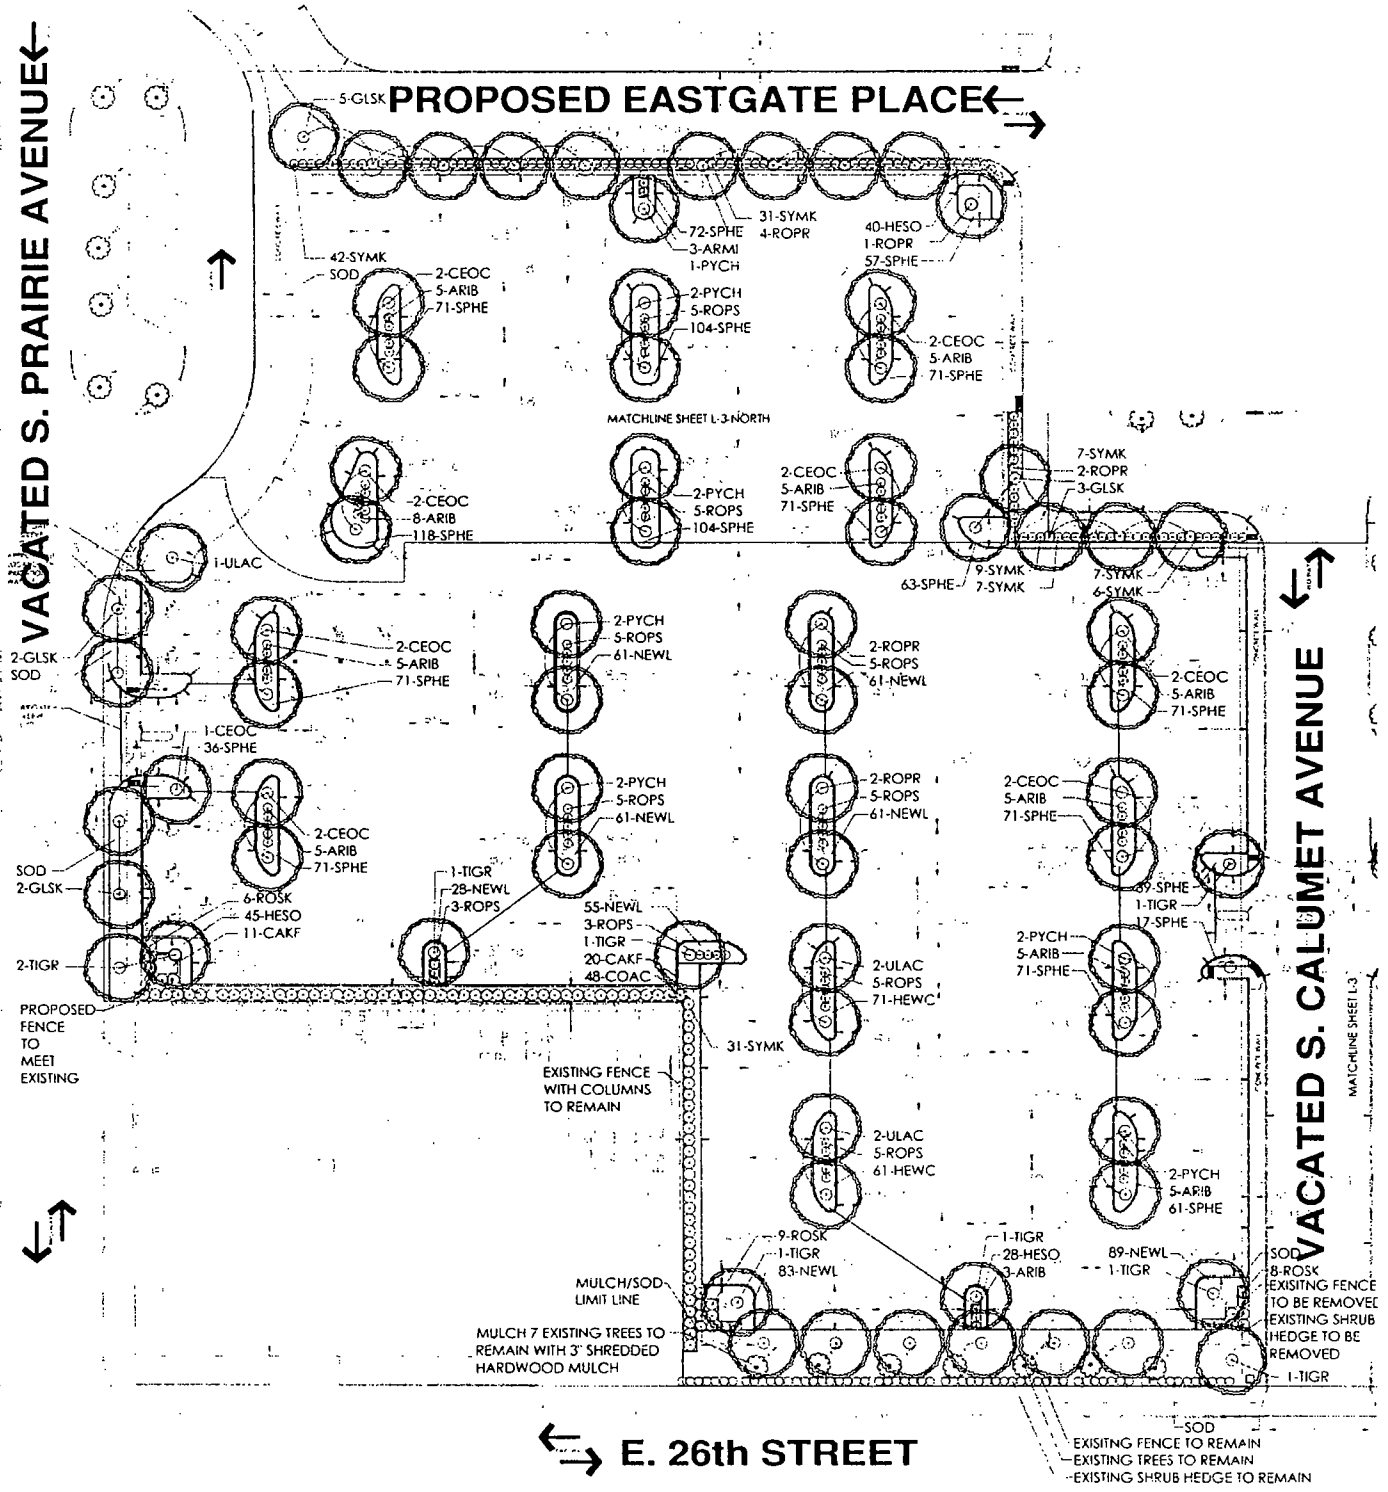 VACATED S. PRAIRIE AVENUE
5-GLSK
PROPOSED EASTGATE PLACE
42-SYMK
SOD
31-SYMK
4-ROPR
72-SPHE
3-ARMI
1-PYCH
40-HESO
1-ROPR
57-SPHE
2-CEOC
5-ARIB
71-SPHE
2-PYCH
5-ROPS
104-SPHE
2-CEOC
5-ARIB
71-SPHE
MATCHLINE SHEET L-3-NORTH
2-CEOC
8-ARIB
118-SPHE
2-PYCH
5-ROPS
104-SPHE
2-CEOC
5-ARIB
71-SPHE
7-SYMK
2-ROPR
3-GLSK
1-ULAC
63-SPHE
9-SYMK
7-SYMK
7-SYMK
6-SYMK
2-GLSK
SOD
2-CEOC
5-ARIB
71-SPHE
2-PYCH
5-ROPS
61-NEWL
2-ROPR
5-ROPS
61-NEWL
2-CEOC
5-ARIB
71-SPHE
1-CEOC
36-SPHE
2-CEOC
5-ARIB
71-SPHE
2-PYCH
5-ROPS
61-NEWL
2-ROPR
5-ROPS
61-NEWL
2-CEOC
5-ARIB
71-SPHE
SOD
2-GLSK
6-ROSK
45-HESO
11-CAKF
2-TIGR
1-TIGR
28-NEWL
3-ROPS
55-NEWL
3-ROPS
1-TIGR
20-CAKF
48-COAC
2-ULAC
5-ROPS
71-HEWC
2-PYCH
5-ARIB
71-SPHE
39-SPHE
1-TIGR
17-SPHE
VACATED S. CALUMET AVENUE
MATCHLINE SHEET L-3
PROPOSED
FENCE
TO
MEET
EXISTING
31-SYMK
EXISTING FENCE
WITH COLUMNS
TO REMAIN
2-ULAC
5-ROPS
61-HEWC
2-PYCH
5-ARIB
61-SPHE
9-ROSK
1-TIGR
83-NEWL
1-TIGR
28-HESO
3-ARIB
89-NEWL
1-TIGR
SOD
8-ROSK
EXISITNG FENCE
TO BE REMOVED
EXISTING SHRUB
HEDGE TO BE
REMOVED
1-TIGR
MULCH/SOD
LIMIT LINE
MULCH 7 EXISTING TREES TO
REMAIN WITH 3" SHREDDED
HARDWOOD MULCH
E. 26th STREET
SOD
EXISITNG FENCE TO REMAIN
EXISTING TREES TO REMAIN
EXISTING SHRUB HEDGE TO REMAIN